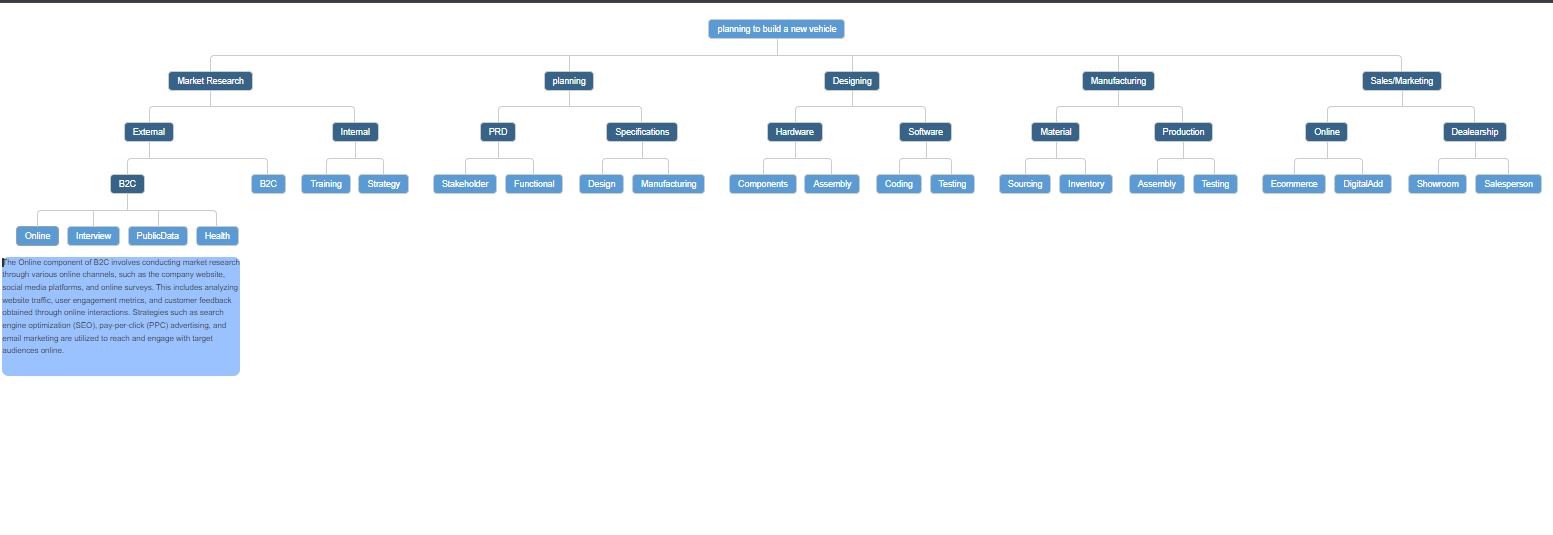 planning to build a new vehicle
Market Research
planning
Designing
Manufacturing
Sales/Marketing
External
Internal
PRD
Specifications
Hardware
Software
Material
Production
Online
Dealearship
B2C
B2C
Training
Strategy
Stakeholder
Functional
Design
Manufacturing
Components
Assembly
Coding
Testing
Sourcing
Inventory
Assembly
Testing
Ecommerce
DigitalAdd
Showroom
Salesperson
Online
Interview
PublicData
Health
The Online component of B2C involves conducting market research
through various online channels, such as the company website,
social media platforms, and online surveys. This includes analyzing
website traffic, user engagement metrics, and customer feedback
obtained through online interactions. Strategies such as search
engine optimization (SEO), pay-per-click (PPC) advertising, and
email marketing are utilized to reach and engage with target
audiences online.